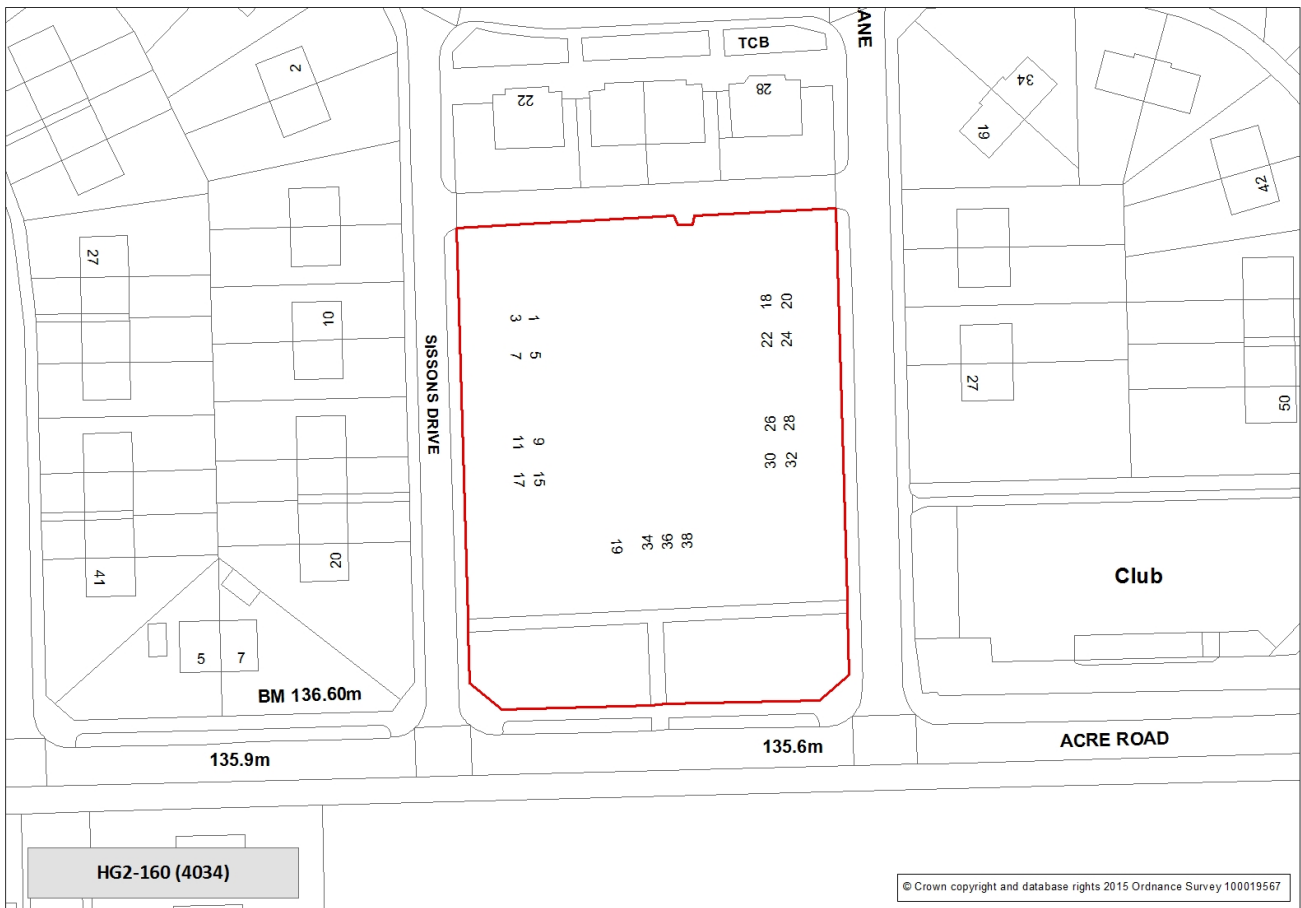 ANE
TCB
2
22
28
34
19
42
27
10
SISSONS DRIVE
3 1
7 5
18 20
22 24
27
50
11 9
17 15
26 28
30 32
61 34 36 38
41
20
Club
5 7
BM 136.60m
135.9m
135.6m
ACRE ROAD
HG2-160 (4034)
© Crown copyright and database rights 2015 Ordnance Survey 100019567